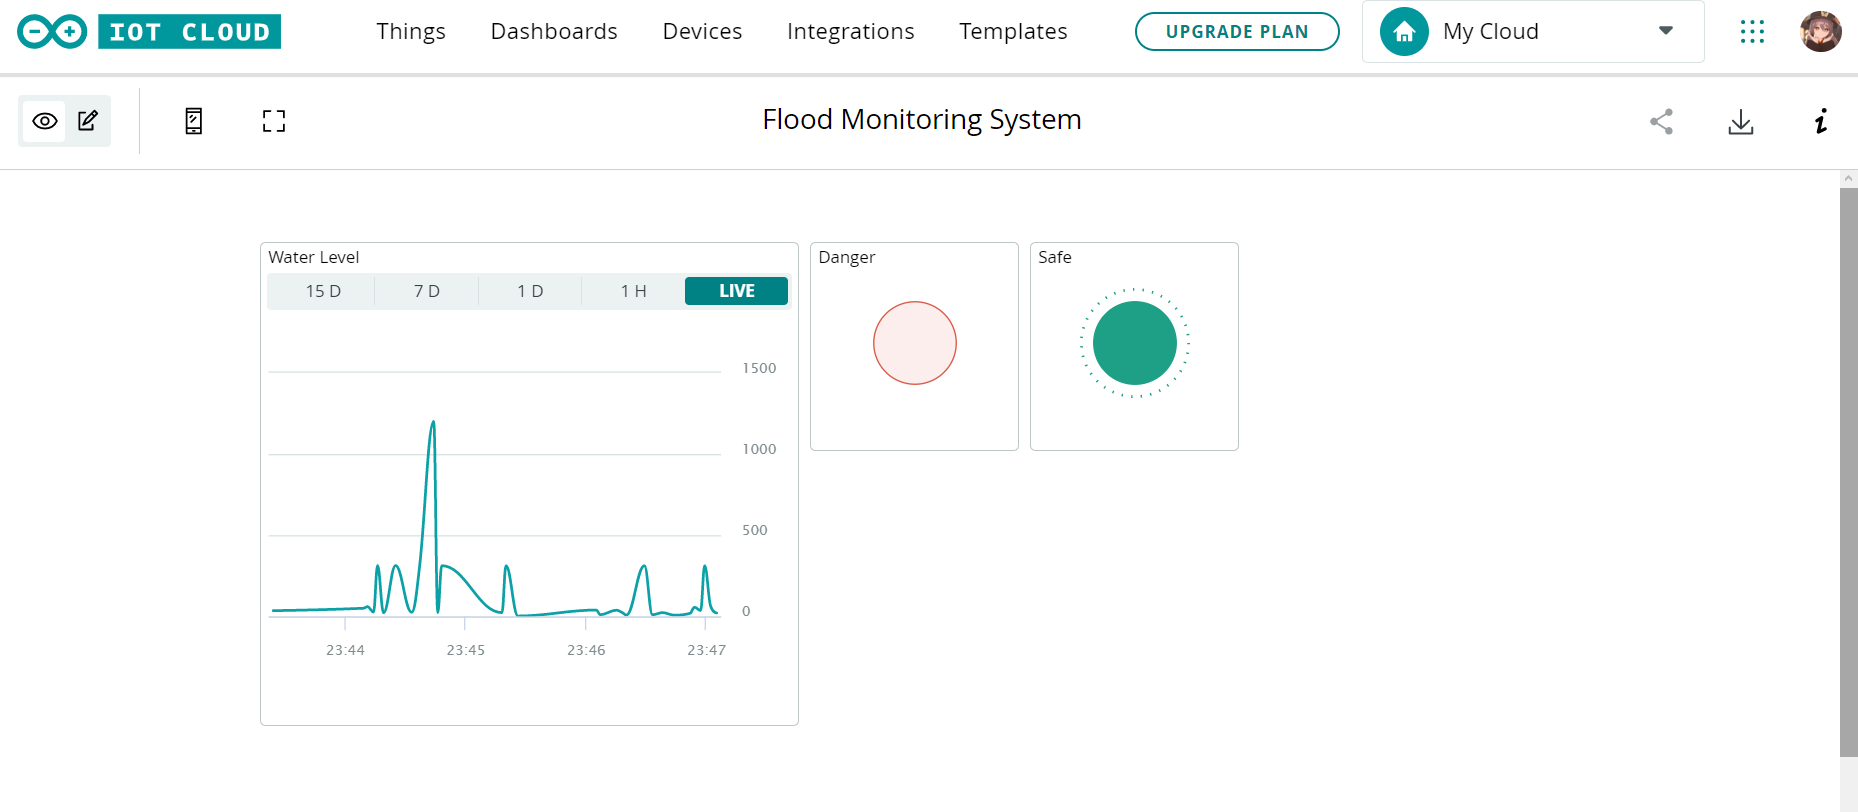 IOT CLOUD Things Dashboards Devices Integrations Templates UPGRADE PLAN My Cloud
Flood Monitoring System
Water Level
15 D 7 D 1 D 1 H LIVE
1500
1000
500
0
23:44 23:45 23:46 23:47
Danger
Safe